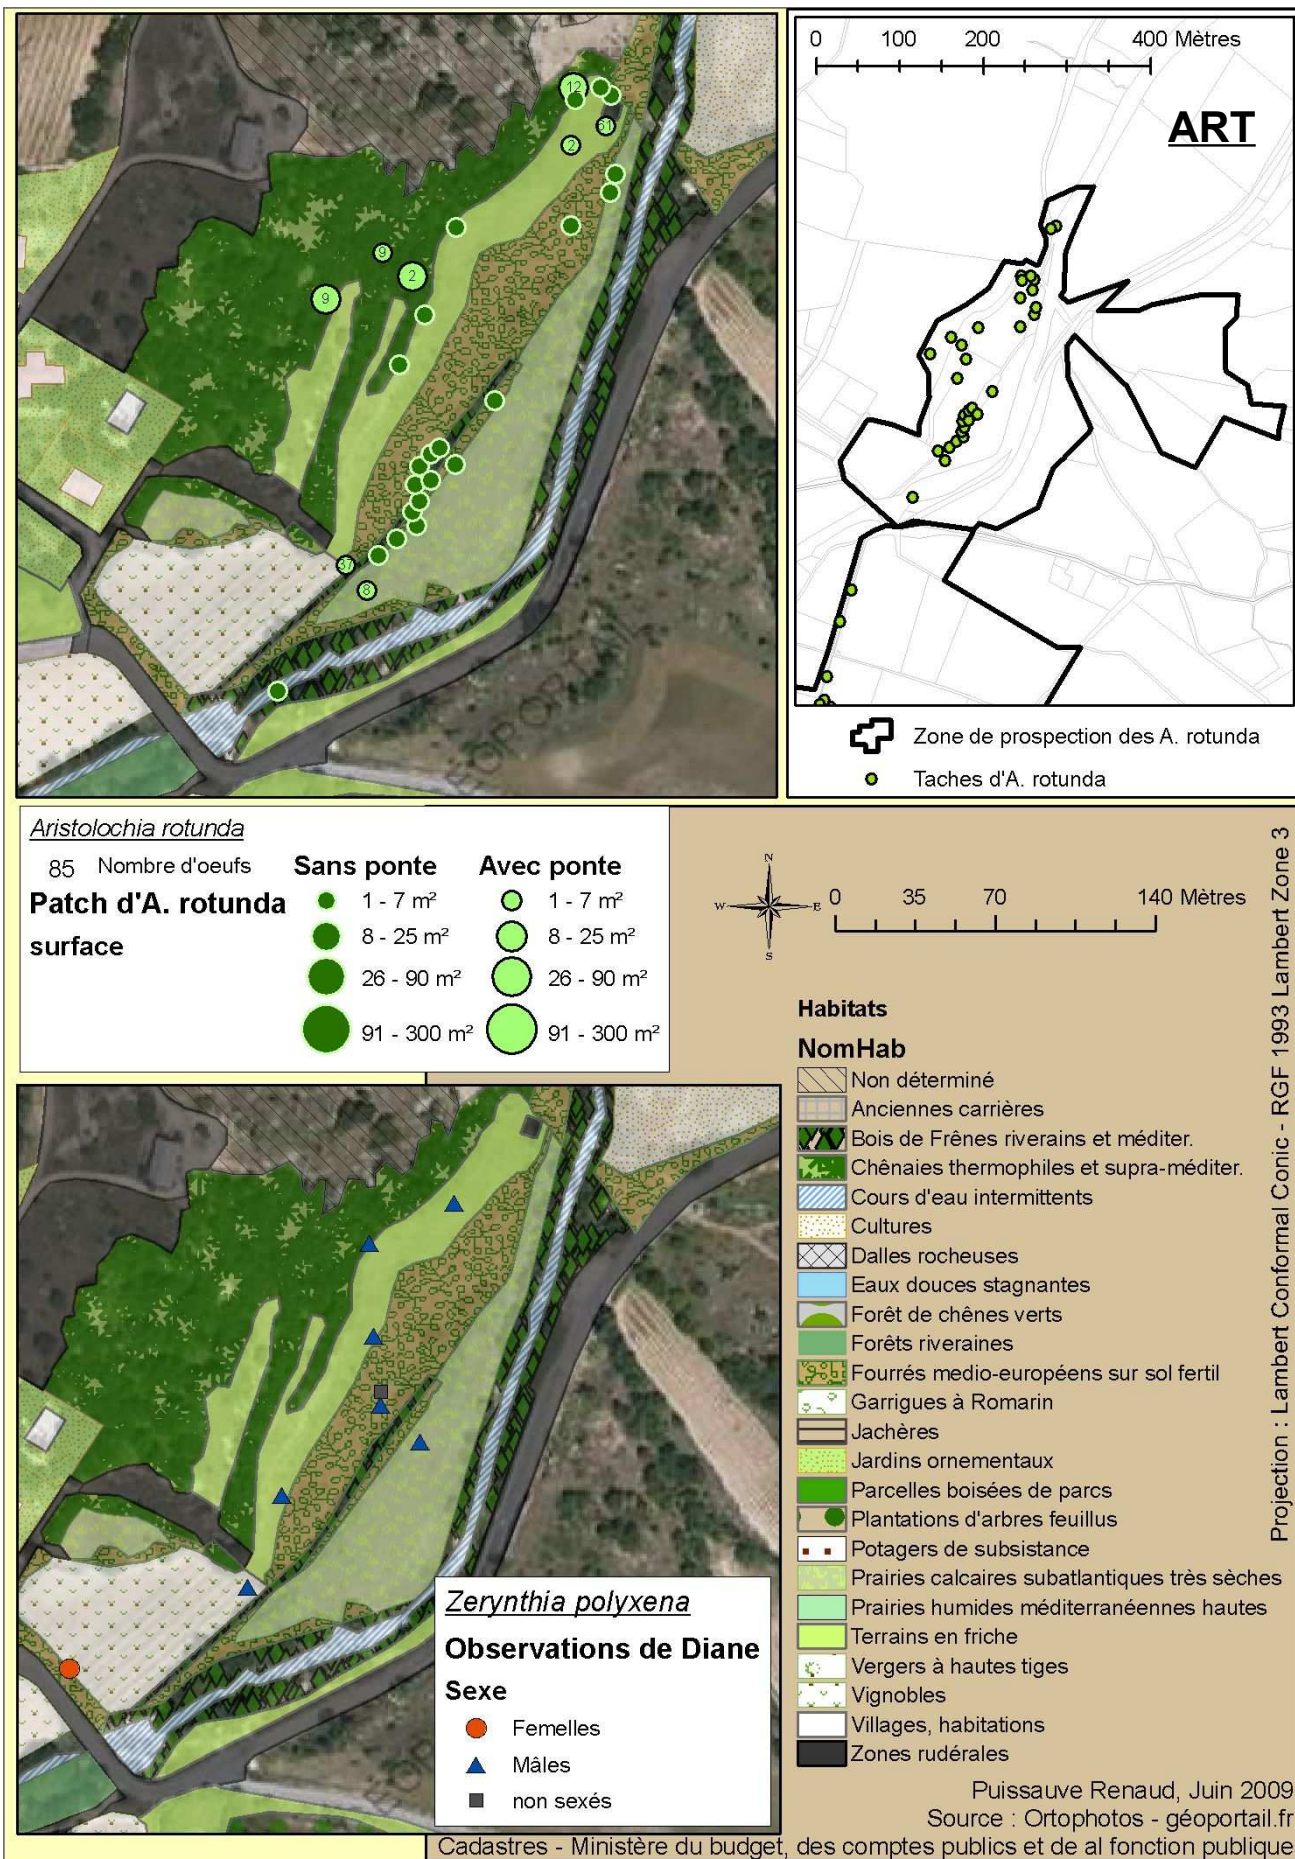 12
61
2
9
2
9
37
8
GÉOPORTAIL
0 100 200 400 Mètres
ART
Zone de prospection des A. rotunda
Taches d'A. rotunda
Aristolochia rotunda
85 Nombre d'oeufs
Patch d'A. rotunda
surface
Sans ponte
1 - 7 m²
8 - 25 m²
26 - 90 m²
91 - 300 m²
Avec ponte
1 - 7 m²
8 - 25 m²
26 - 90 m²
91 - 300 m²
N
W E
S
0 35 70 140 Mètres
Habitats
NomHab
Non déterminé
Anciennes carrières
Bois de Frênes riverains et méditer.
Chênaies thermophiles et supra-méditer.
Cours d'eau intermittents
Cultures
Dalles rocheuses
Eaux douces stagnantes
Forêt de chênes verts
Forêts riveraines
Fourrés medio-européens sur sol fertil
Garrigues à Romarin
Jachères
Jardins ornementaux
Parcelles boisées de parcs
Plantations d'arbres feuillus
Potagers de subsistance
Prairies calcaires subatlantiques très sèches
Prairies humides méditerranéennes hautes
Terrains en friche
Vergers à hautes tiges
Vignobles
Villages, habitations
Zones rudérales
Projection : Lambert Conformal Conic - RGF 1993 Lambert Zone 3
Zerynthia polyxena
Observations de Diane
Sexe
Femelles
Mâles
non sexés
Puissauve Renaud, Juin 2009
Source : Ortophotos - géoportail.fr
Cadastres - Ministère du budget, des comptes publics et de al fonction publique